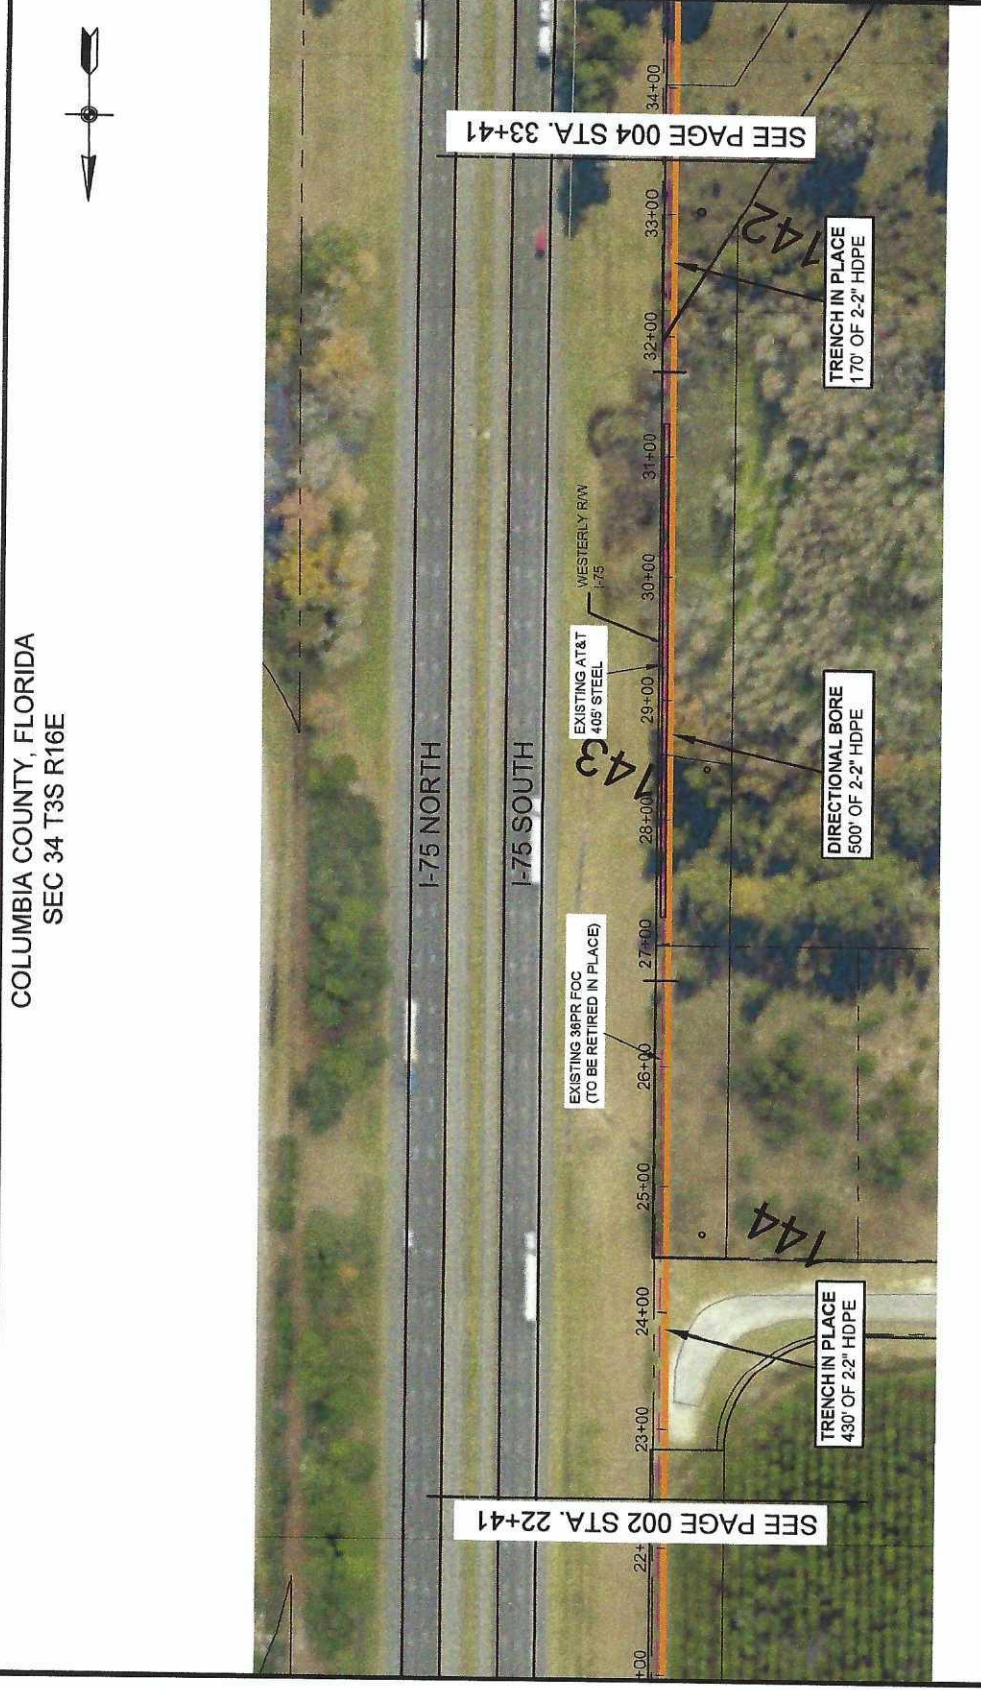 COLUMBIA COUNTY, FLORIDA
SEC 34 T3S R16E
I-75 NORTH
I-75 SOUTH
SEE PAGE 002 STA. 22+41
SEE PAGE 004 STA. 33+41
EXISTING 36PR FOC
(TO BE RETIRED IN PLACE)
EXISTING AT&T
405' STEEL
WESTERLY R/W
I-75
+00
22+
23+00
24+00
25+00
26+00
27+00
28+00
29+00
30+00
31+00
32+00
33+00
34+00
144
143
142
TRENCH IN PLACE
430' OF 2-2" HDPE
DIRECTIONAL BORE
500' OF 2-2" HDPE
TRENCH IN PLACE
170' OF 2-2" HDPE